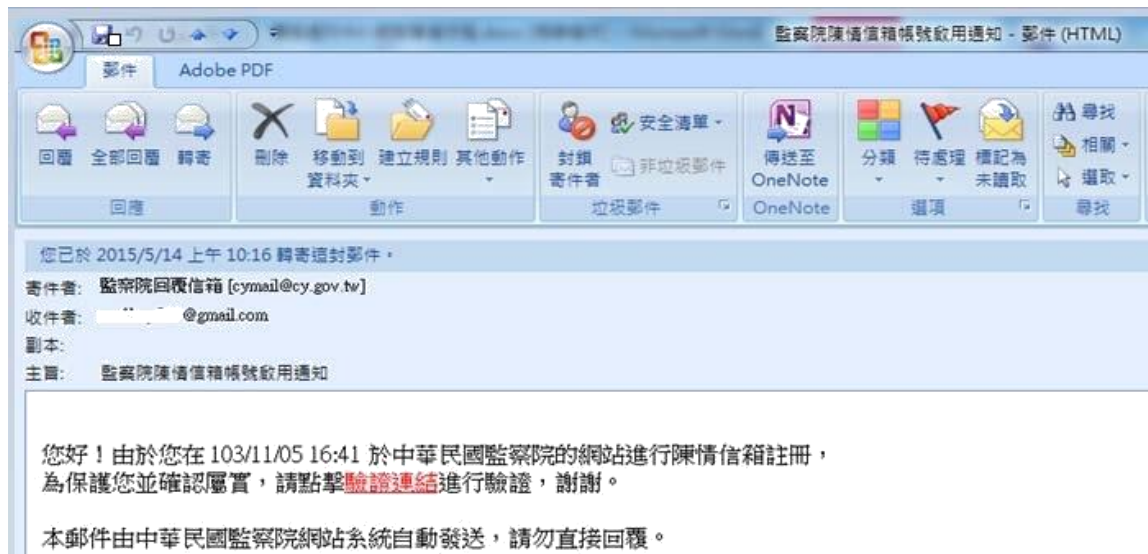 監察院陳情信箱帳號啟用通知 - 郵件 (HTML)
郵件 Adobe PDF
回覆 全部回覆 轉寄 刪除 移動到資料夾 建立規則 其他動作 封鎖寄件者 安全清單 非垃圾郵件 傳送至 OneNote 分類 待處理 標記為未讀取 尋找 相關 選取
回應 動作 垃圾郵件 OneNote 選項 尋找
您已於 2015/5/14 上午 10:16 轉寄這封郵件。
寄件者: 監察院回覆信箱 [cymail@cy.gov.tw]
收件者: @gmail.com
副本:
主旨: 監察院陳情信箱帳號啟用通知
您好！由於您在 103/11/05 16:41 於中華民國監察院的網站進行陳情信箱註冊，
為保護您並確認屬實，請點擊驗證連結進行驗證，謝謝。
本郵件由中華民國監察院網站系統自動發送，請勿直接回覆。